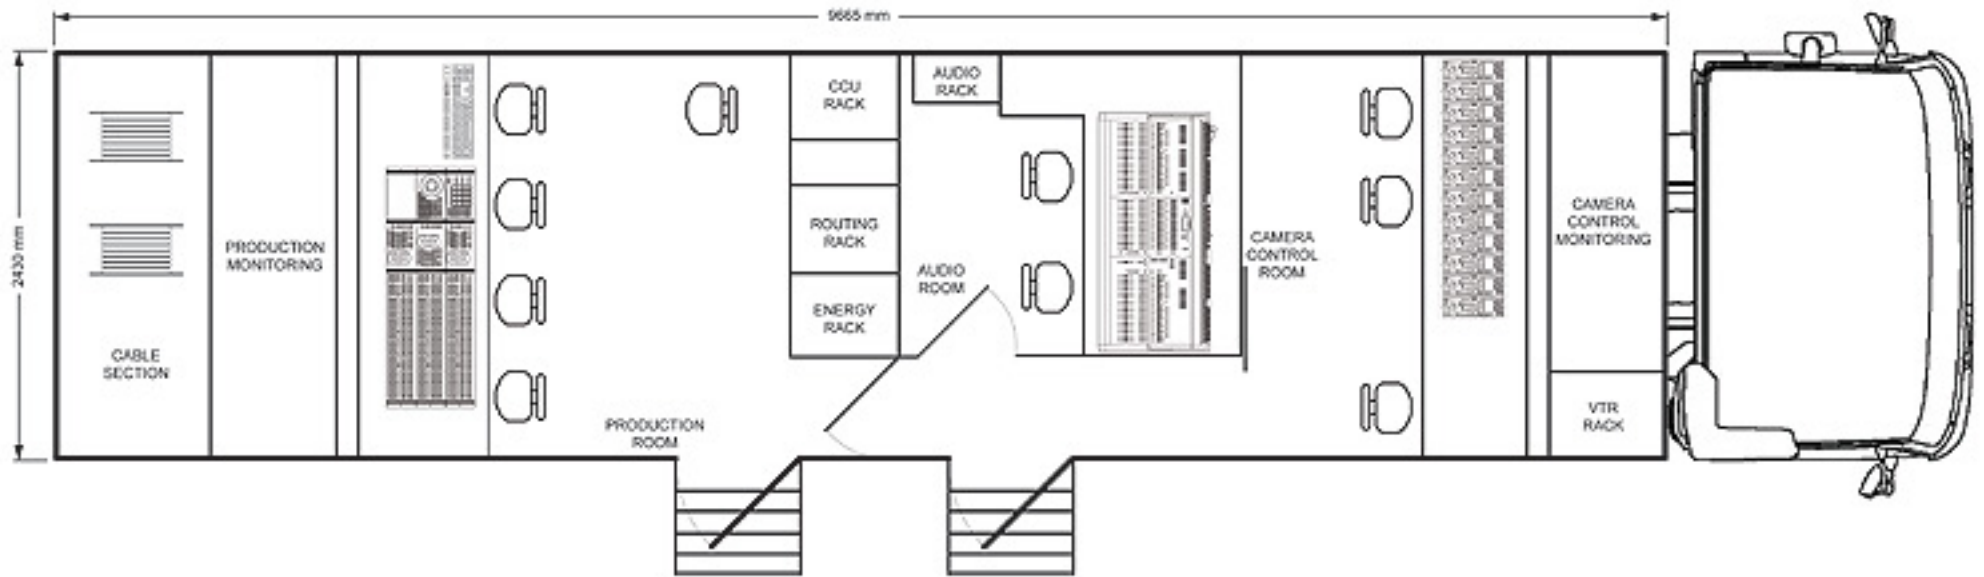 9665 mm
2430 mm
CABLE
SECTION
PRODUCTION
MONITORING
PRODUCTION
ROOM
CCU
RACK
ROUTING
RACK
ENERGY
RACK
AUDIO
RACK
AUDIO
ROOM
CAMERA
CONTROL
ROOM
CAMERA
CONTROL
MONITORING
VTR
RACK